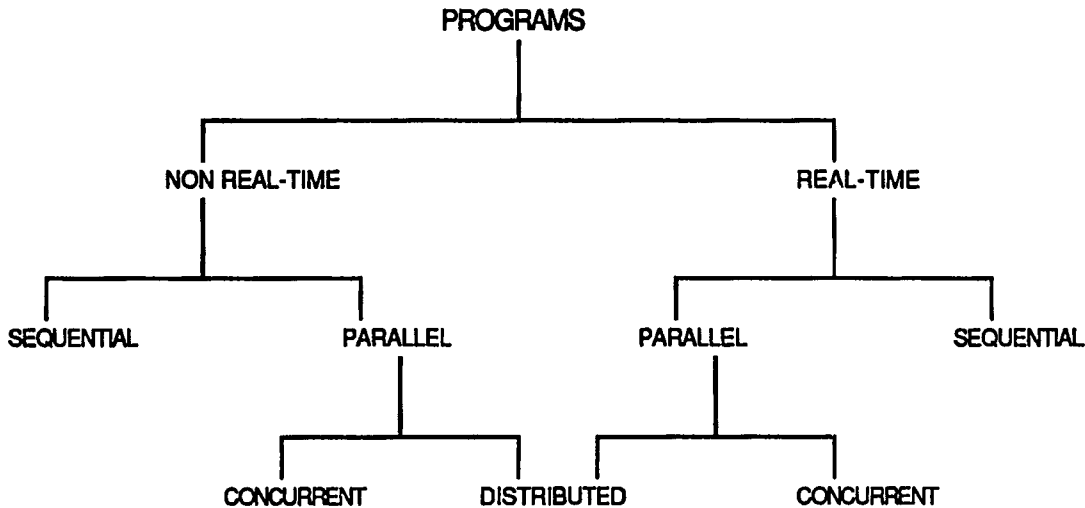 PROGRAMS
NON REAL-TIME REAL-TIME
SEQUENTIAL PARALLEL PARALLEL SEQUENTIAL
CONCURRENT DISTRIBUTED CONCURRENT